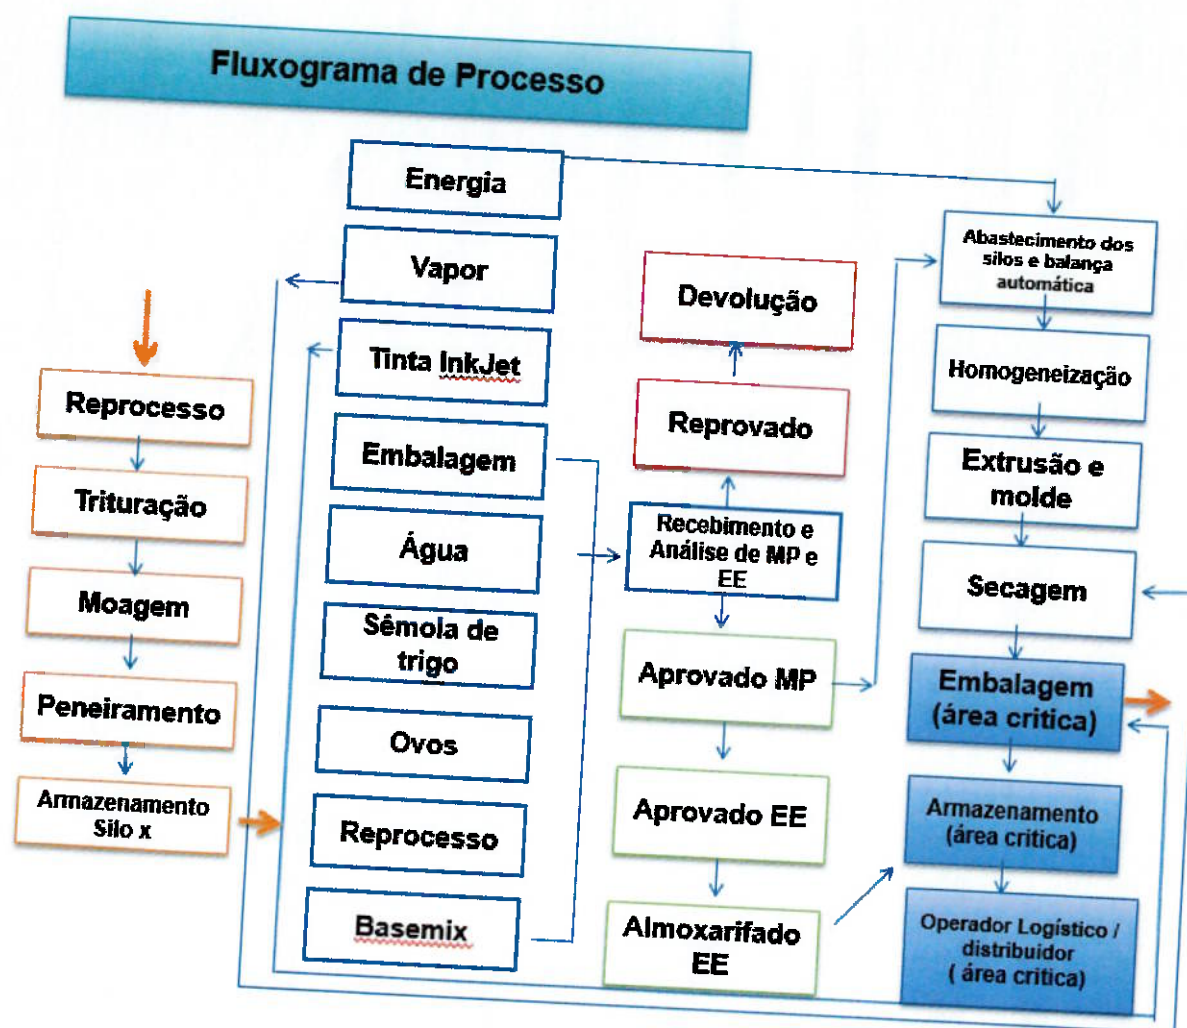 Fluxograma de Processo
Energia
Vapor
Tinta InkJet
Embalagem
Água
Sêmola de
trigo
Ovos
Reprocesso
Basemix
Reprocesso
Trituração
Moagem
Peneiramento
Armazenamento
Silo x
Devolução
Reprovado
Recebimento e
Análise de MP e
EE
Aprovado MP
Aprovado EE
Almoxarifado
EE
Abastecimento dos
silos e balança
automática
Homogeneização
Extrusão e
molde
Secagem
Embalagem
(área critica)
Armazenamento
(área critica)
Operador Logístico /
distribuidor
( área critica)